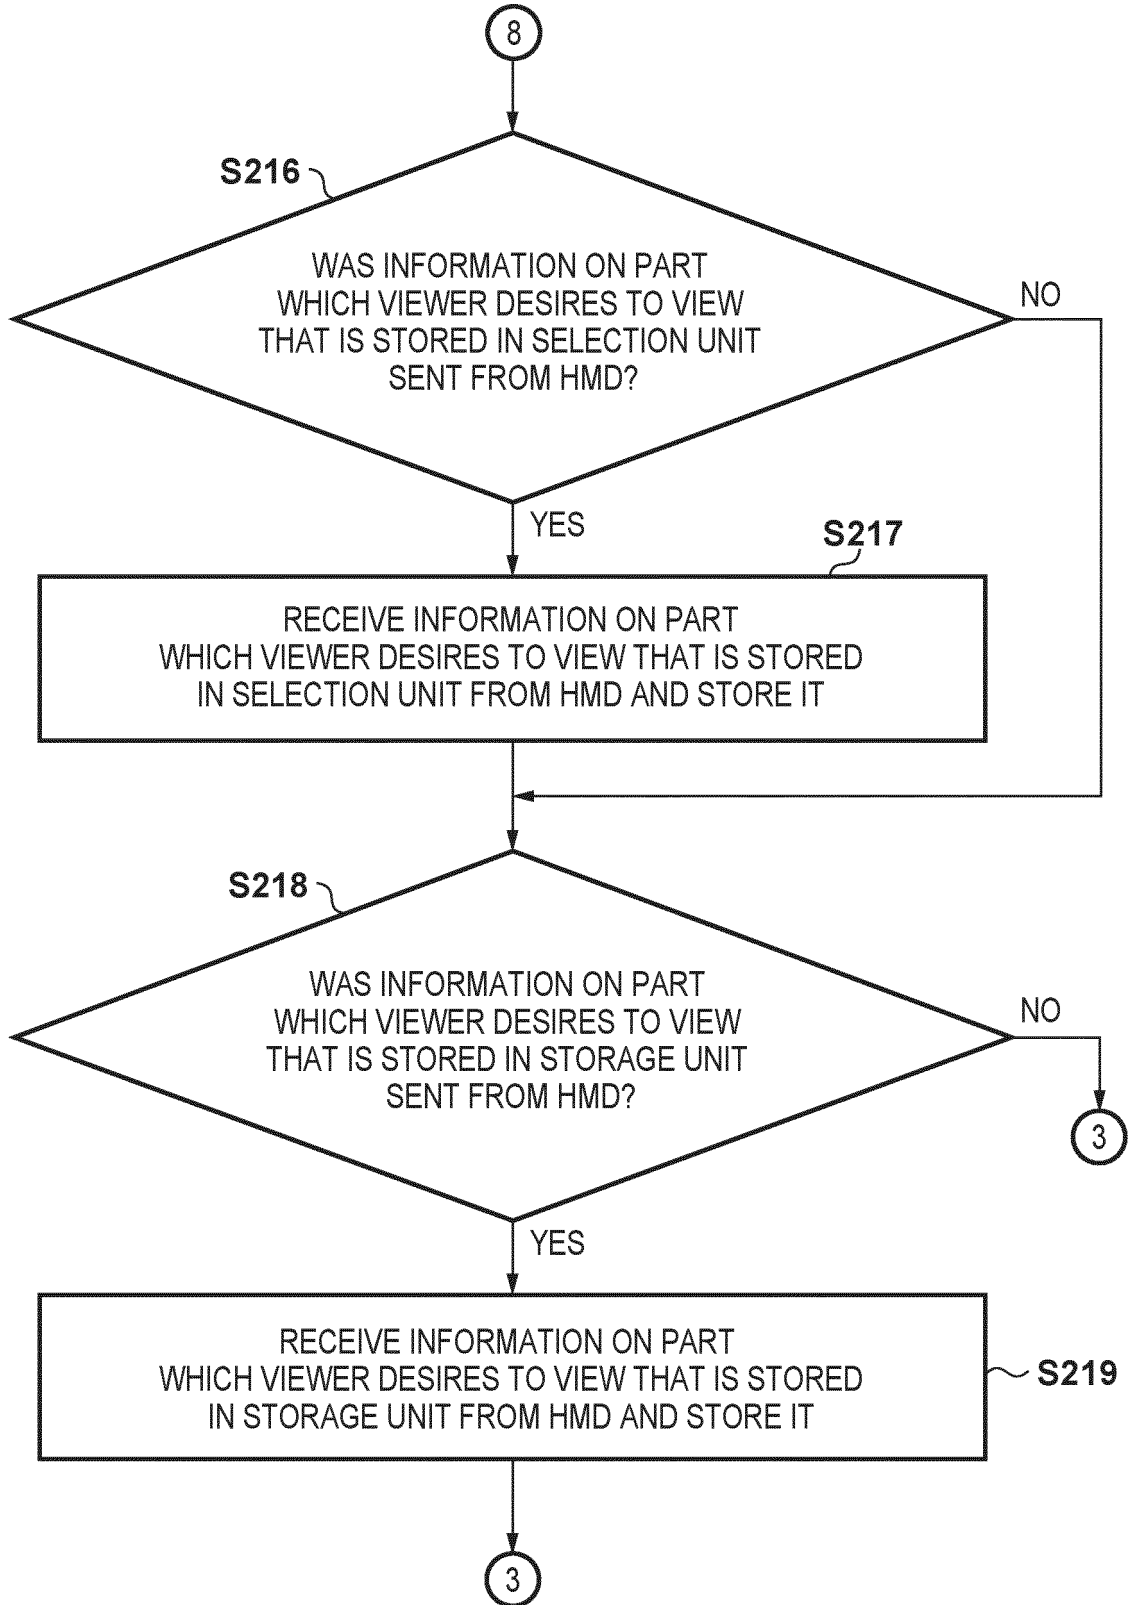 8
S216
WAS INFORMATION ON PART
WHICH VIEWER DESIRES TO VIEW
THAT IS STORED IN SELECTION UNIT
SENT FROM HMD?
NO
YES
S217
RECEIVE INFORMATION ON PART
WHICH VIEWER DESIRES TO VIEW THAT IS STORED
IN SELECTION UNIT FROM HMD AND STORE IT
S218
WAS INFORMATION ON PART
WHICH VIEWER DESIRES TO VIEW
THAT IS STORED IN STORAGE UNIT
SENT FROM HMD?
NO
3
YES
RECEIVE INFORMATION ON PART
WHICH VIEWER DESIRES TO VIEW THAT IS STORED
IN STORAGE UNIT FROM HMD AND STORE IT
S219
3